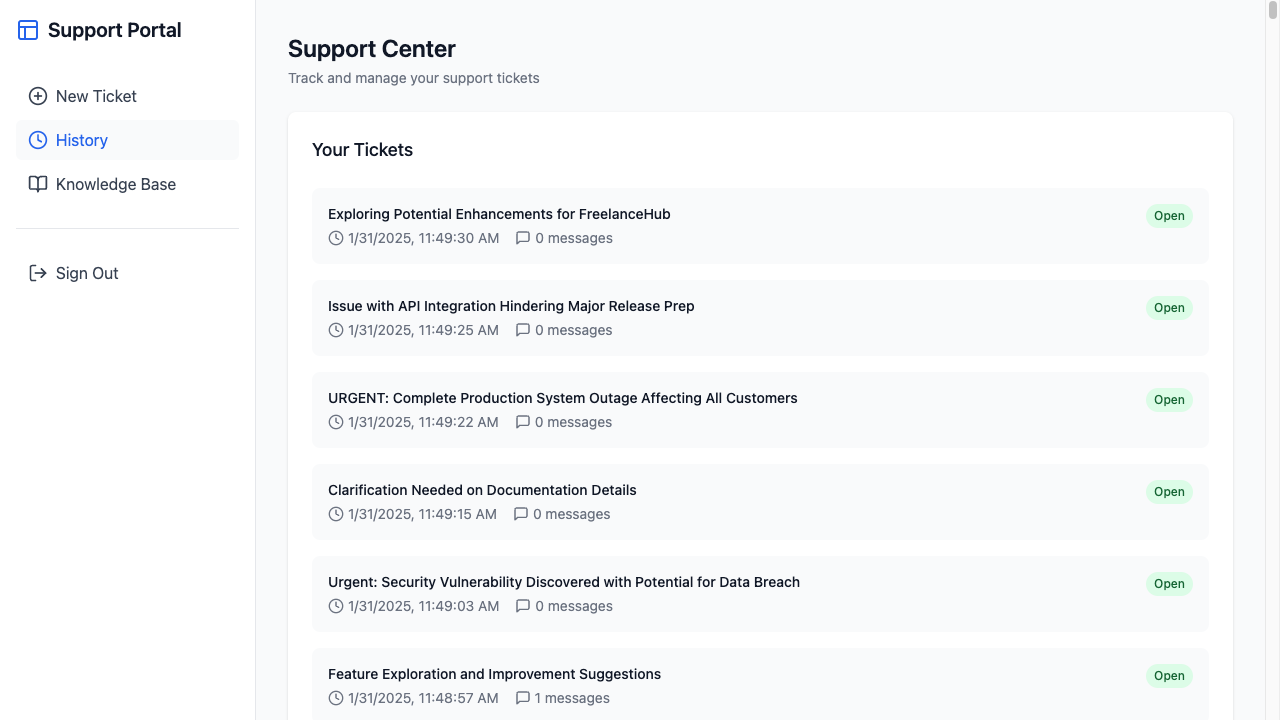 Support Portal
New Ticket
History
Knowledge Base
Sign Out
Support Center
Track and manage your support tickets
Your Tickets
Exploring Potential Enhancements for FreelanceHub
Open
1/31/2025, 11:49:30 AM 0 messages
Issue with API Integration Hindering Major Release Prep
Open
1/31/2025, 11:49:25 AM 0 messages
URGENT: Complete Production System Outage Affecting All Customers
Open
1/31/2025, 11:49:22 AM 0 messages
Clarification Needed on Documentation Details
Open
1/31/2025, 11:49:15 AM 0 messages
Urgent: Security Vulnerability Discovered with Potential for Data Breach
Open
1/31/2025, 11:49:03 AM 0 messages
Feature Exploration and Improvement Suggestions
Open
1/31/2025, 11:48:57 AM 1 messages